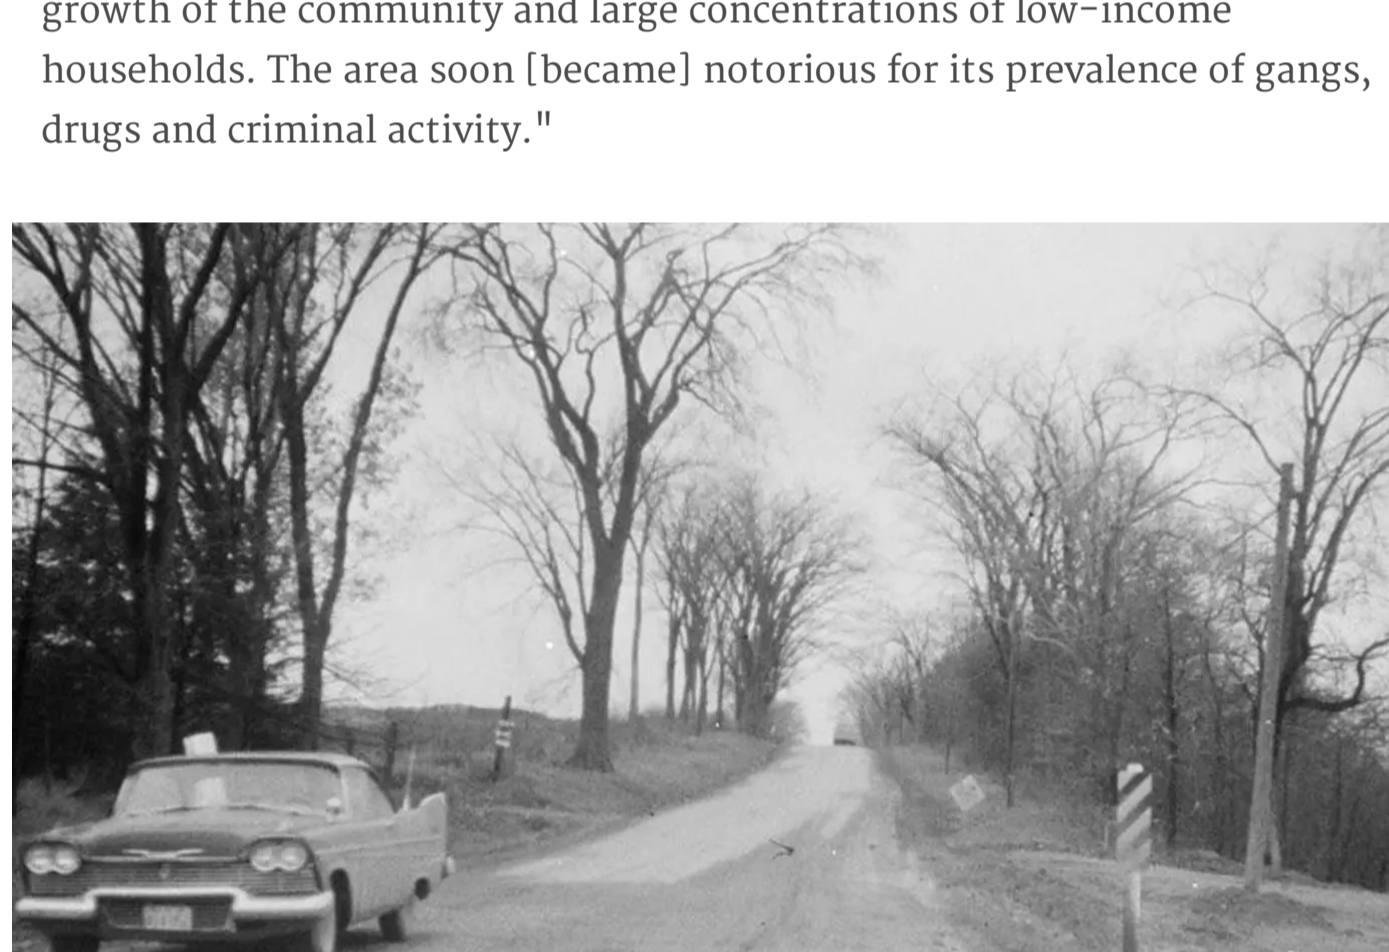 growth of the community and large concentrations of low-income
households. The area soon [became] notorious for its prevalence of gangs,
drugs and criminal activity."